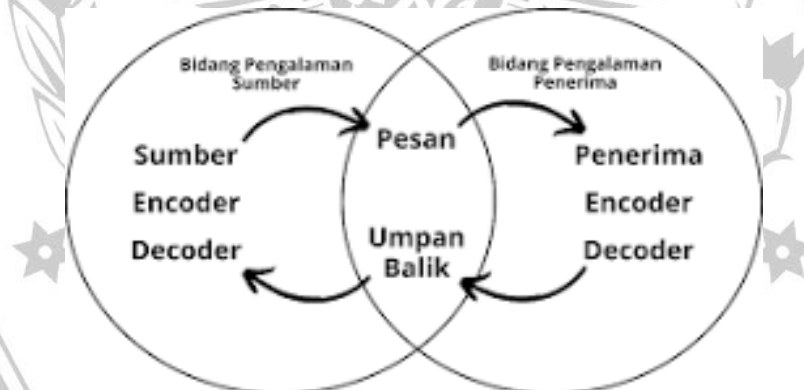 Bidang Pengalaman
Sumber
Bidang Pengalaman
Penerima
Pesan
Sumber
Encoder
Decoder
Penerima
Encoder
Decoder
Umpan
Balik